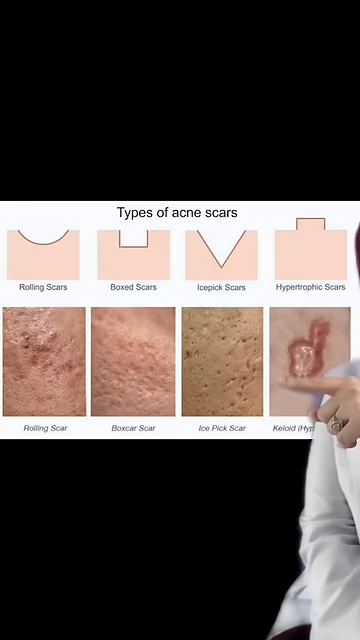 Types of acne scars
Rolling Scars
Boxed Scars
Icepick Scars
Hypertrophic Scars
Rolling Scar
Boxcar Scar
Ice Pick Scar
Keloid